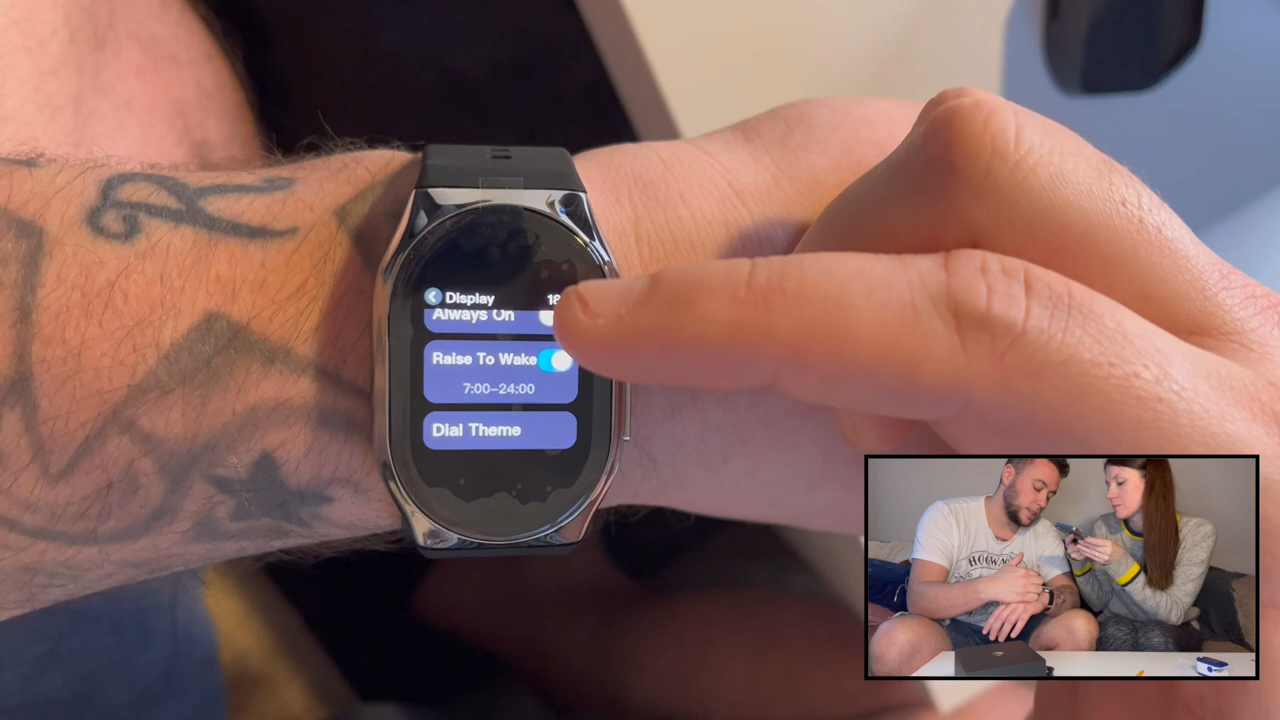 R
Display
Always On
Raise To Wake
7:00–24:00
Dial Theme